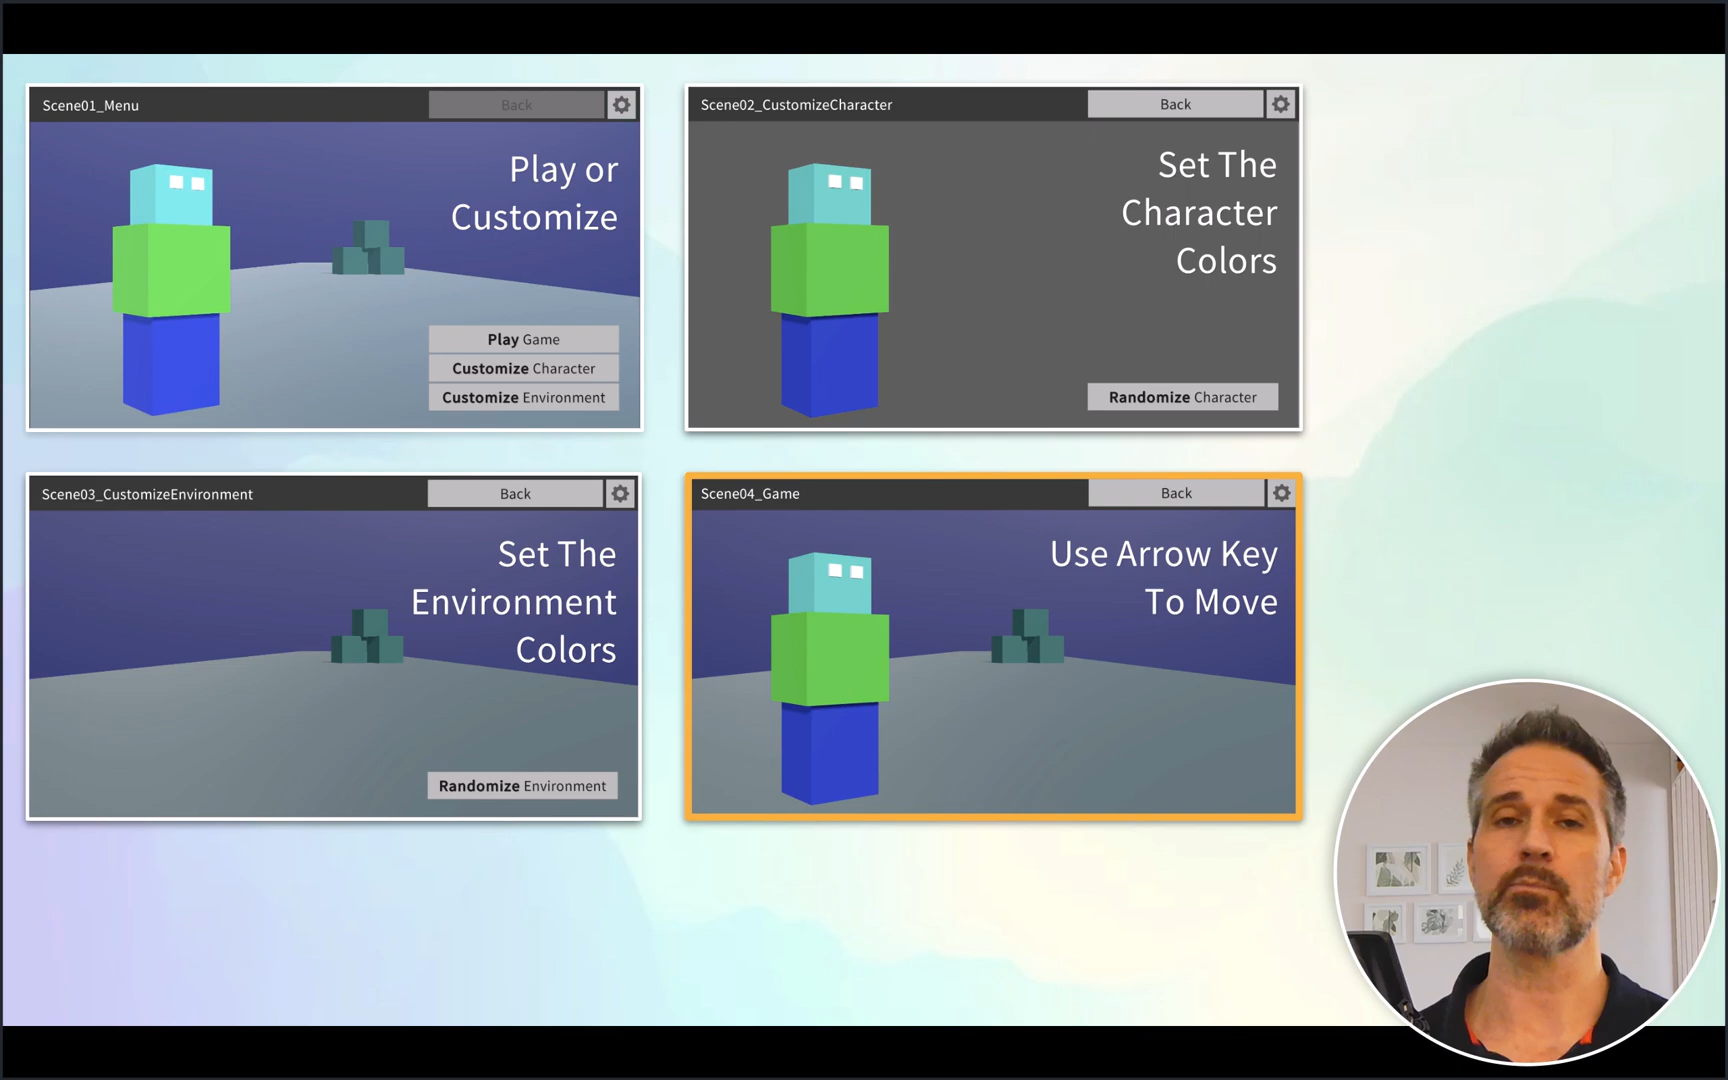 Scene01_Menu
Back
Play or
Customize
Play Game
Customize Character
Customize Environment
Scene02_CustomizeCharacter
Back
Set The
Character
Colors
Randomize Character
Scene03_CustomizeEnvironment
Back
Set The
Environment
Colors
Randomize Environment
Scene04_Game
Back
Use Arrow Key
To Move